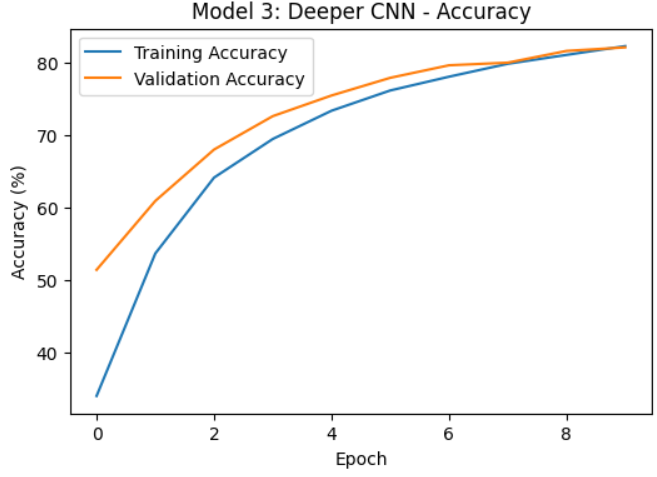 Model 3: Deeper CNN - Accuracy
Training Accuracy
Validation Accuracy
Accuracy (%)
80
70
60
50
40
0 2 4 6 8
Epoch